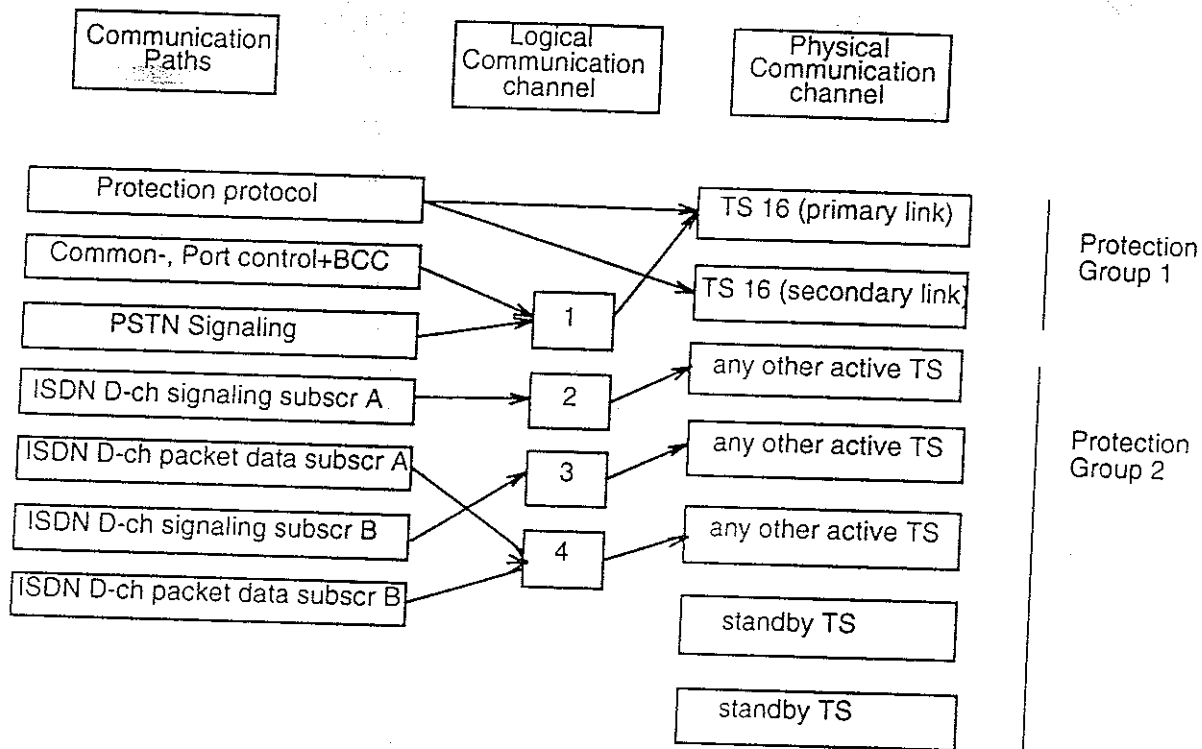 Communication
Paths
Logical
Communication
channel
Physical
Communication
channel
Protection protocol
Common-, Port control+BCC
PSTN Signaling
ISDN D-ch signaling subscr A
ISDN D-ch packet data subscr A
ISDN D-ch signaling subscr B
ISDN D-ch packet data subscr B
1
2
3
4
TS 16 (primary link)
TS 16 (secondary link)
any other active TS
any other active TS
any other active TS
standby TS
standby TS
Protection
Group 1
Protection
Group 2